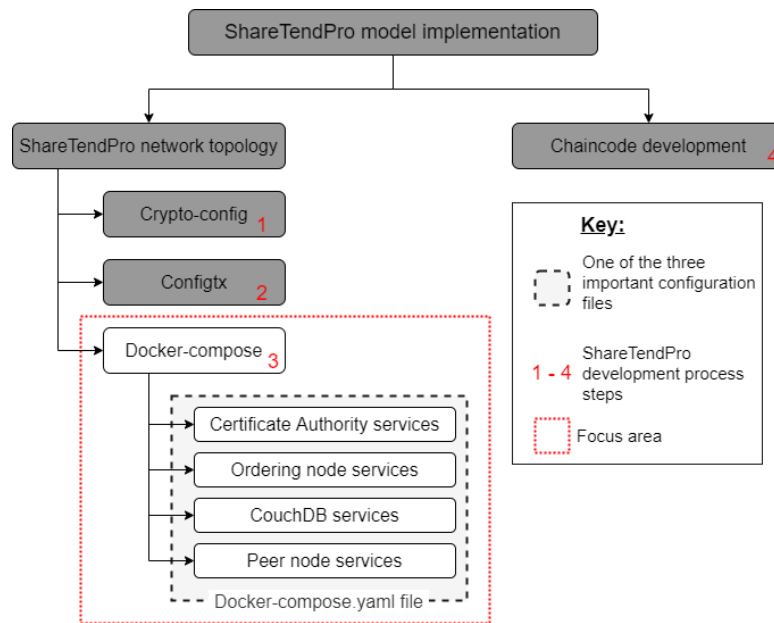 ShareTendPro model implementation
ShareTendPro network topology
Chaincode development
4
Crypto-config
1
Configtx
2
Docker-compose
3
Certificate Authority services
Ordering node services
CouchDB services
Peer node services
Docker-compose.yaml file
Key:
One of the three
important configuration
files
1 - 4
ShareTendPro
development process
steps
Focus area